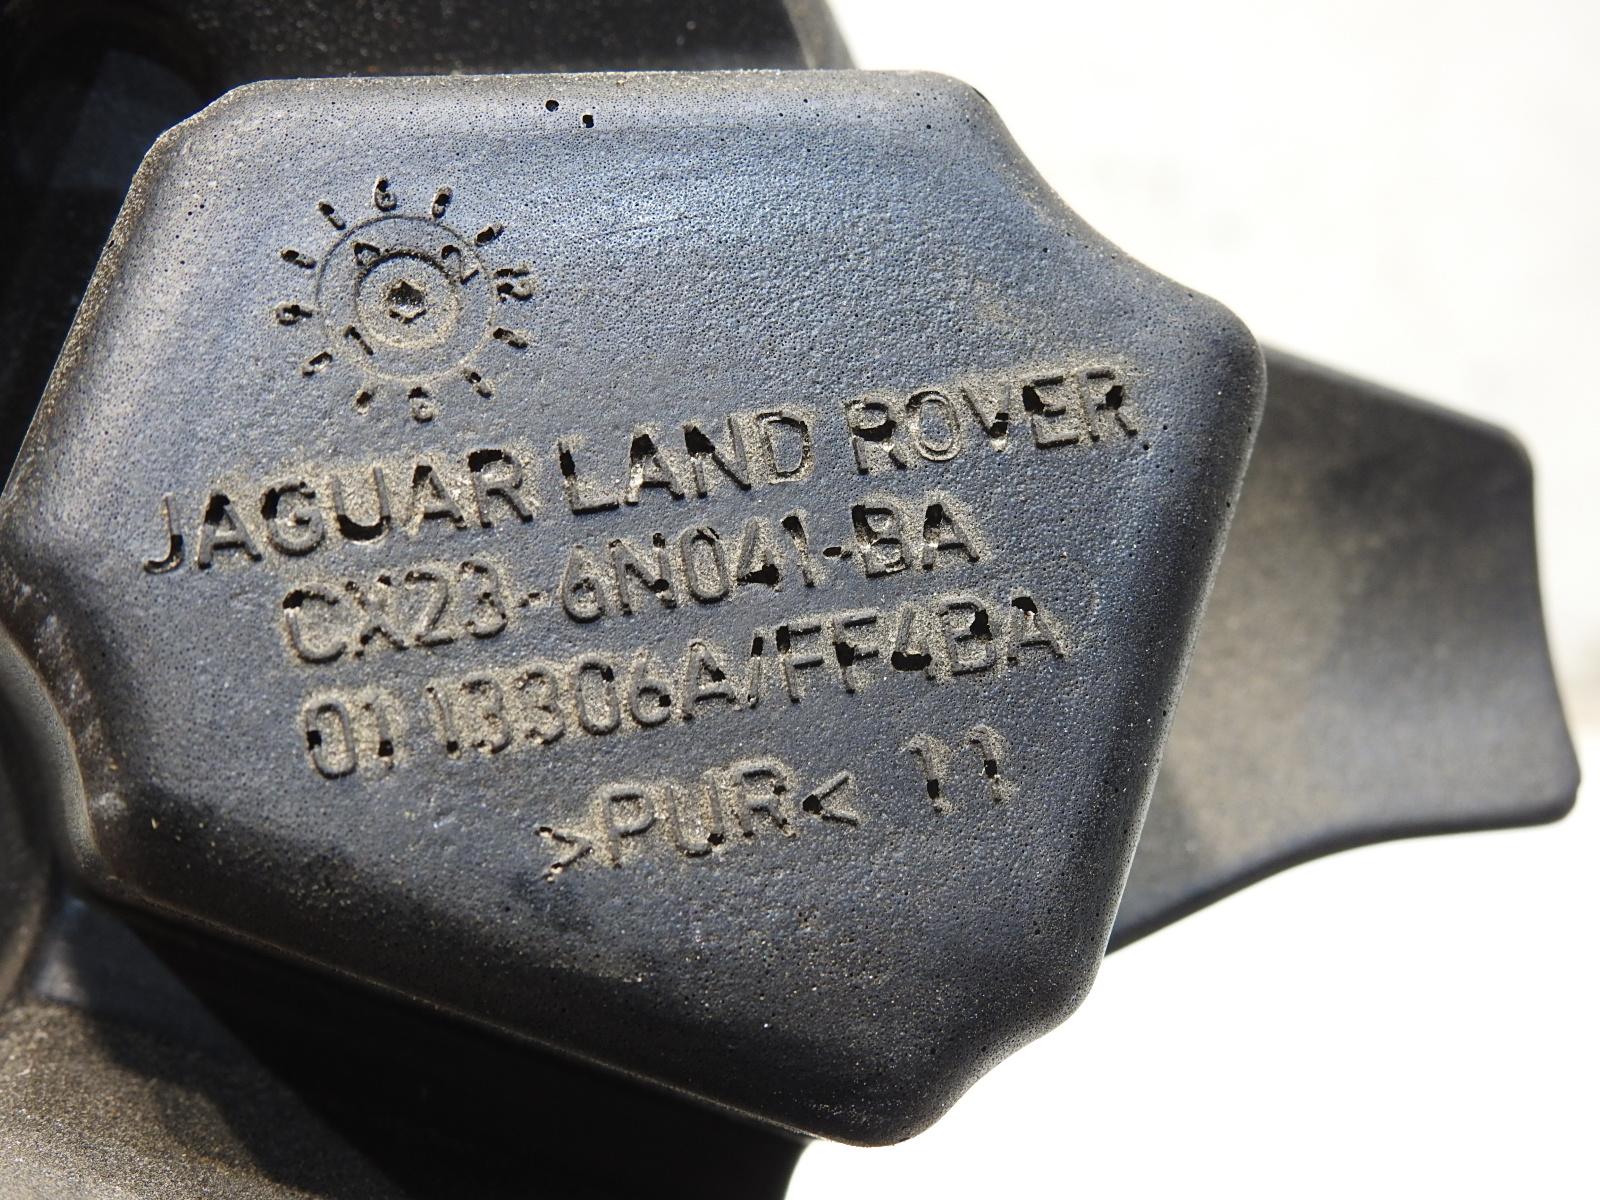 JAGUAR LAND ROVER
CX23-6N041-BA
01 13306A/FF4BA
>PUR< 11